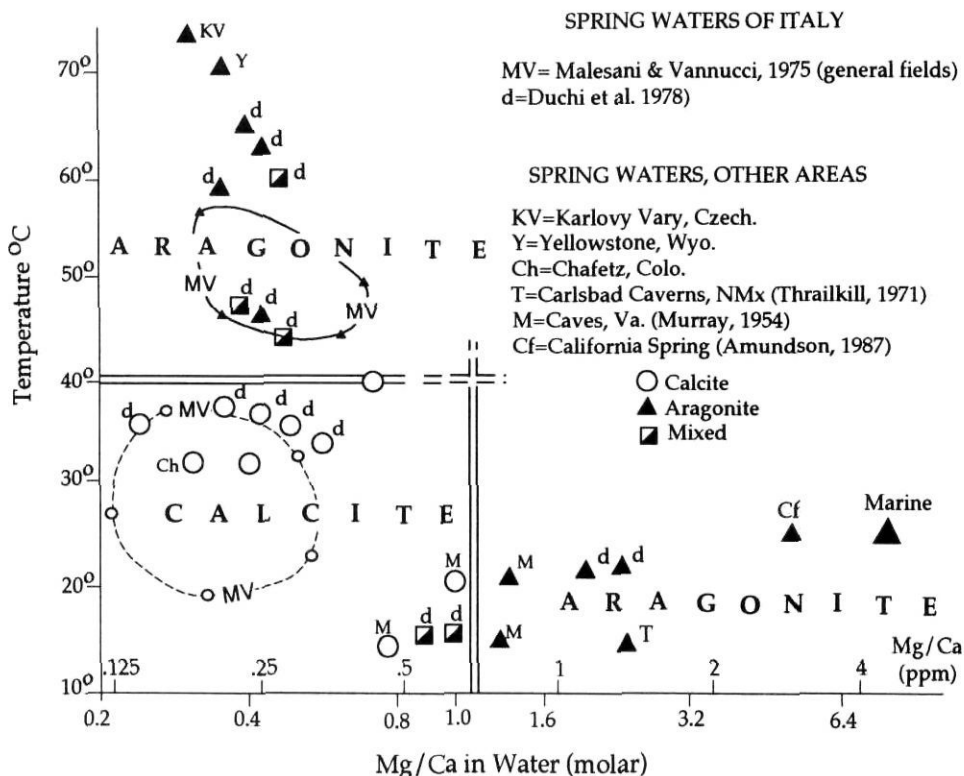 SPRING WATERS OF ITALY
MV= Malesani & Vannucci, 1975 (general fields)
d=Duchi et al. 1978)
SPRING WATERS, OTHER AREAS
KV=Karlovy Vary, Czech.
Y=Yellowstone, Wyo.
Ch=Chafetz, Colo.
T=Carlsbad Caverns, NMx (Thrailkill, 1971)
M=Caves, Va. (Murray, 1954)
Cf=California Spring (Amundson, 1987)
Calcite
Aragonite
Mixed
Temperature °C
70°
60°
50°
40°
30°
20°
10°
KV
Y
d
d
d
d
A R A G O N I T E
MV
MV
d
d
d
d
MV
d
d
d
d
Ch
C A L C I T E
MV
M
M
d
d
M
M
d
d
Cf
Marine
T
A R A G O N I T E
.125
.25
.5
1
2
4
Mg/Ca
(ppm)
0.2
0.4
0.8
1.0
1.6
3.2
6.4
Mg/Ca in Water (molar)